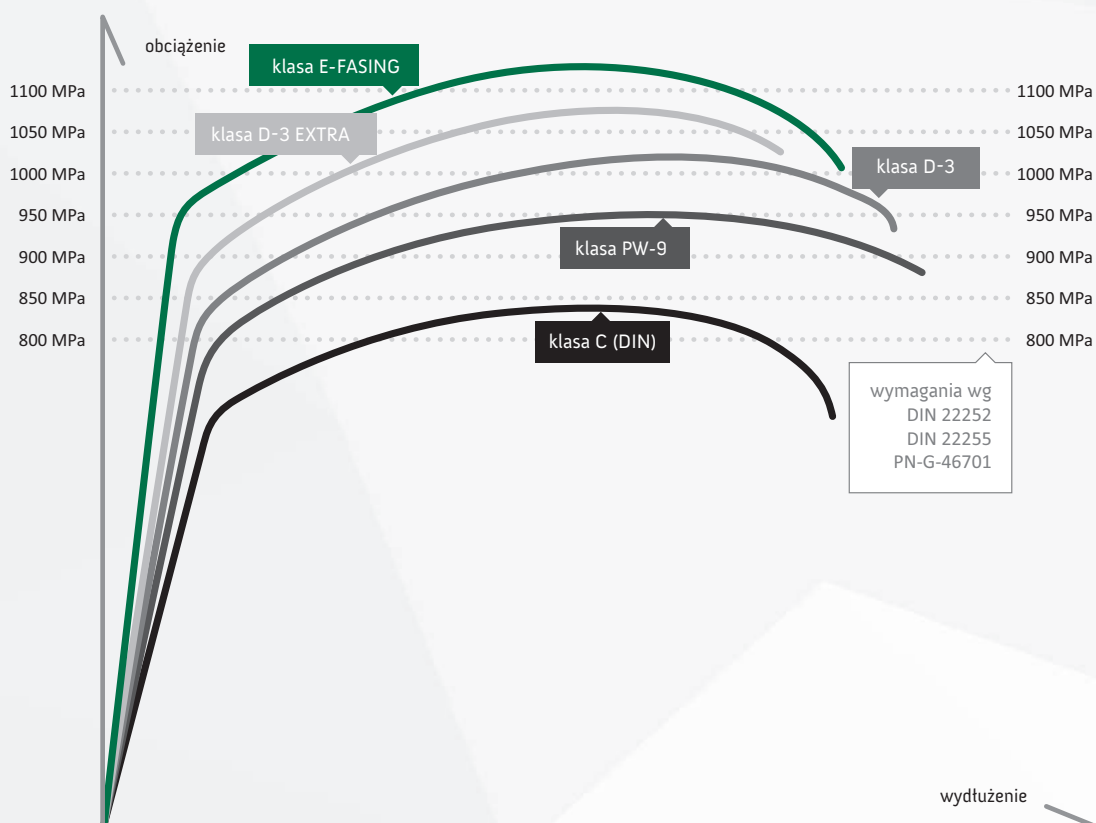 obciążenie
klasa E-FASING
1100 MPa
1100 MPa
klasa D-3 EXTRA
1050 MPa
1050 MPa
klasa D-3
1000 MPa
1000 MPa
950 MPa
950 MPa
klasa PW-9
900 MPa
900 MPa
850 MPa
850 MPa
klasa C (DIN)
800 MPa
800 MPa
wymagania wg
DIN 22252
DIN 22255
PN-G-46701
wydłużenie